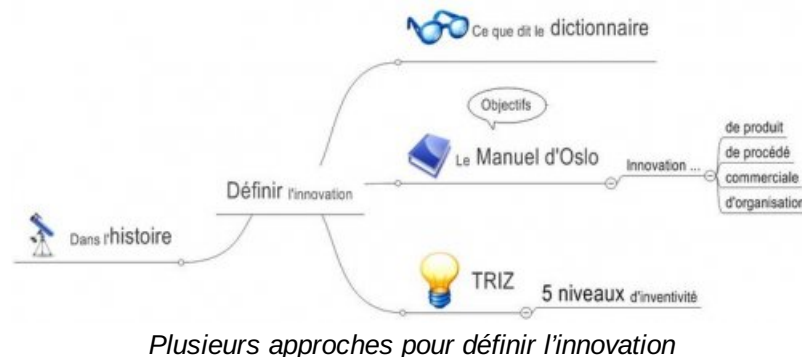 Ce que dit le dictionnaire
Objectifs
Le Manuel d'Oslo
Innovation ...
de produit
de procédé
commerciale
d'organisation
Définir l'innovation
Dans l'histoire
TRIZ
5 niveaux d'inventivité
Plusieurs approches pour définir l'innovation